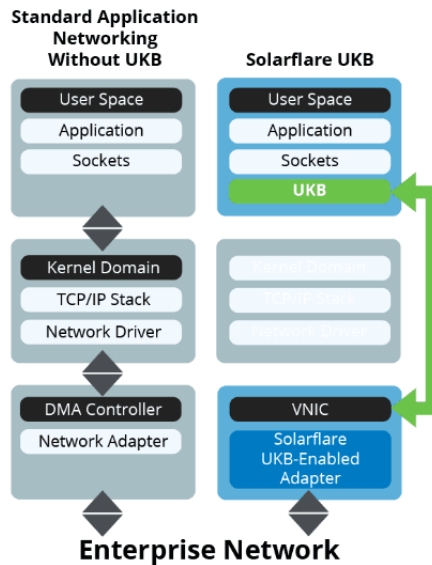 Standard Application
Networking
Without UKB
User Space
Application
Sockets
Kernel Domain
TCP/IP Stack
Network Driver
DMA Controller
Network Adapter
Solarflare UKB
User Space
Application
Sockets
UKB
Kernel Domain
TCP/IP Stack
Network Driver
VNIC
Solarflare
UKB-Enabled
Adapter
Enterprise Network